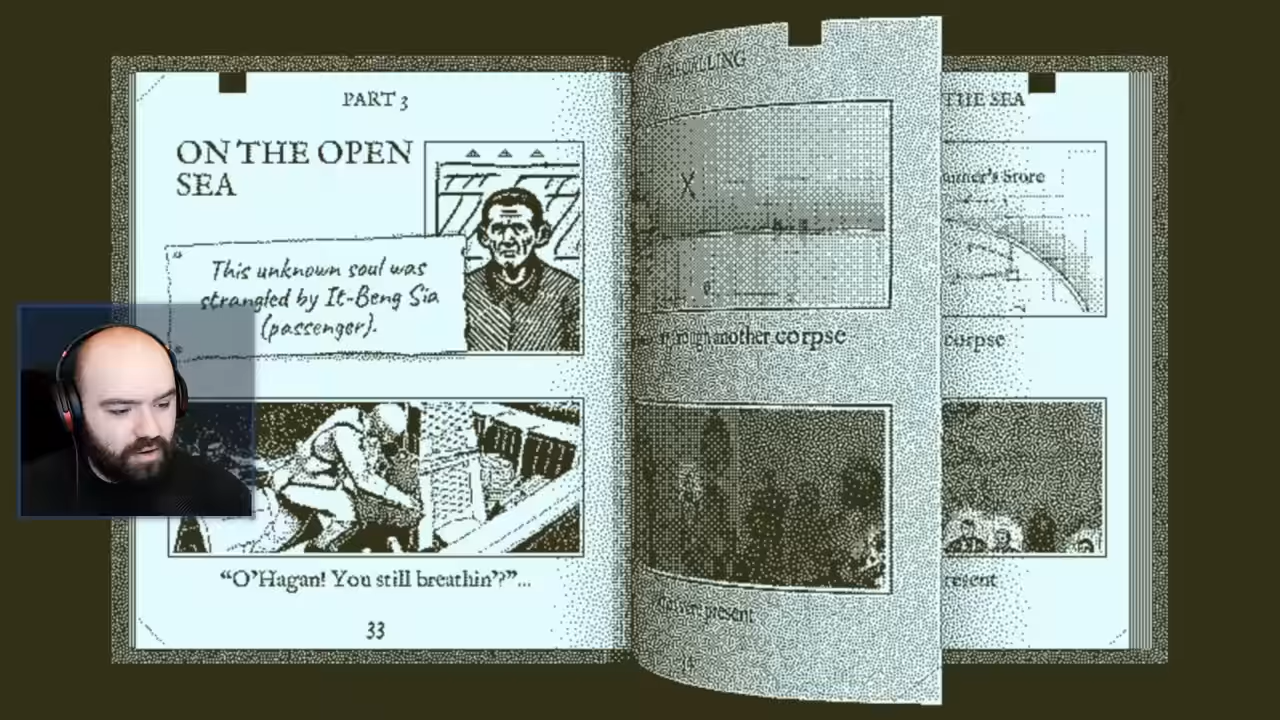 PART 3
ON THE OPEN
SEA
This unknown soul was
strangled by It-Beng Sia
(passenger).
"O'Hagan! You still breathin'?"...
33
another corpse
present
THE SEA
Store
corpse